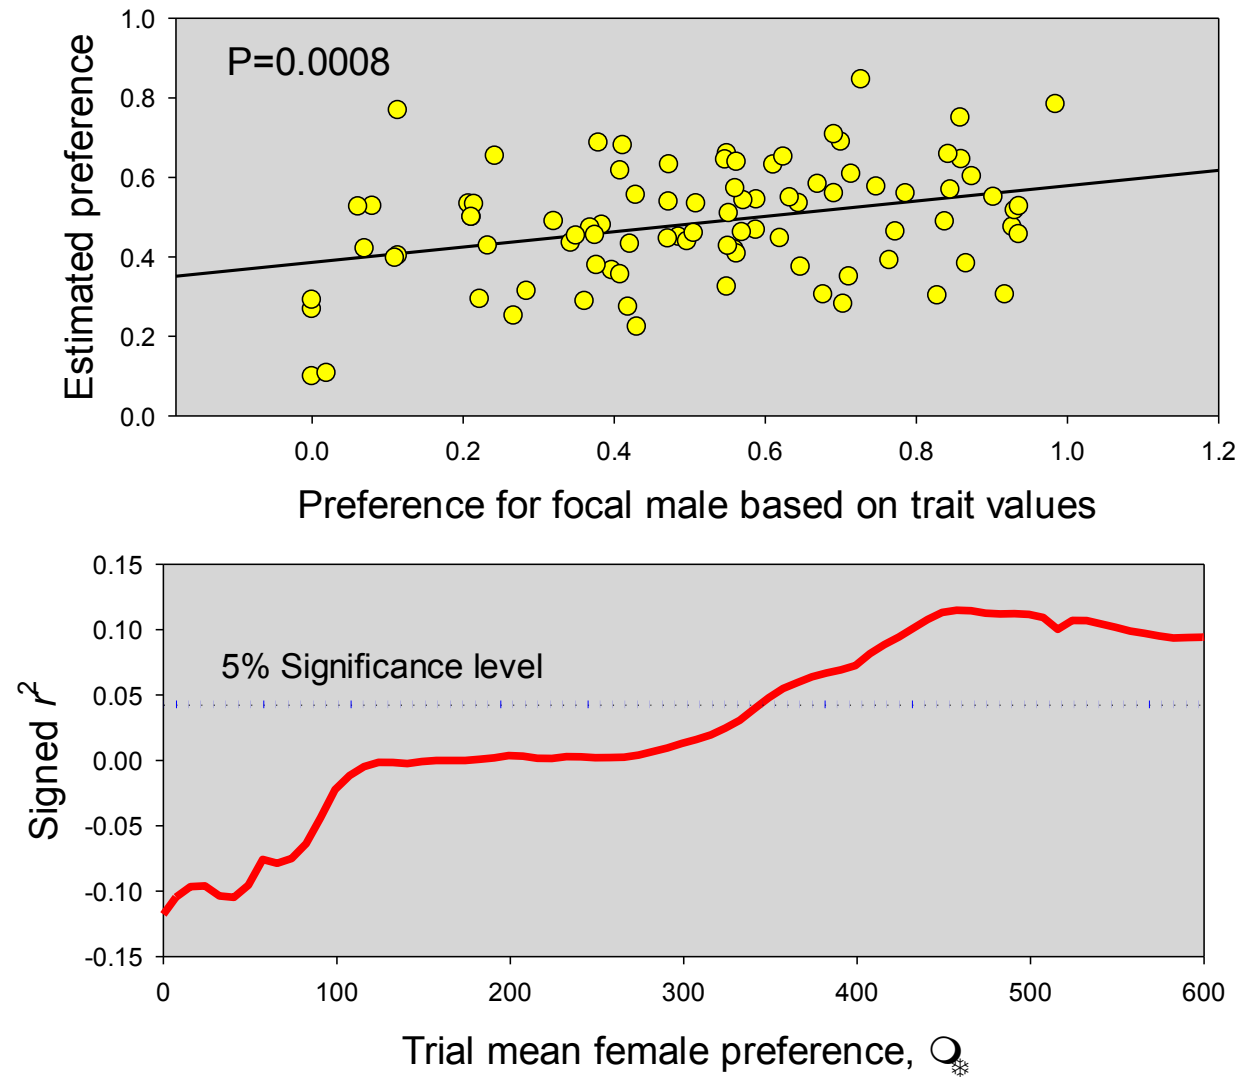 P=0.0008
Estimated preference
1.0
0.8
0.6
0.4
0.2
0.0
0.0 0.2 0.4 0.6 0.8 1.0 1.2
Preference for focal male based on trait values
5% Significance level
Signed r²
0.15
0.10
0.05
0.00
-0.05
-0.10
-0.15
0 100 200 300 400 500 600
Trial mean female preference, ❍❄